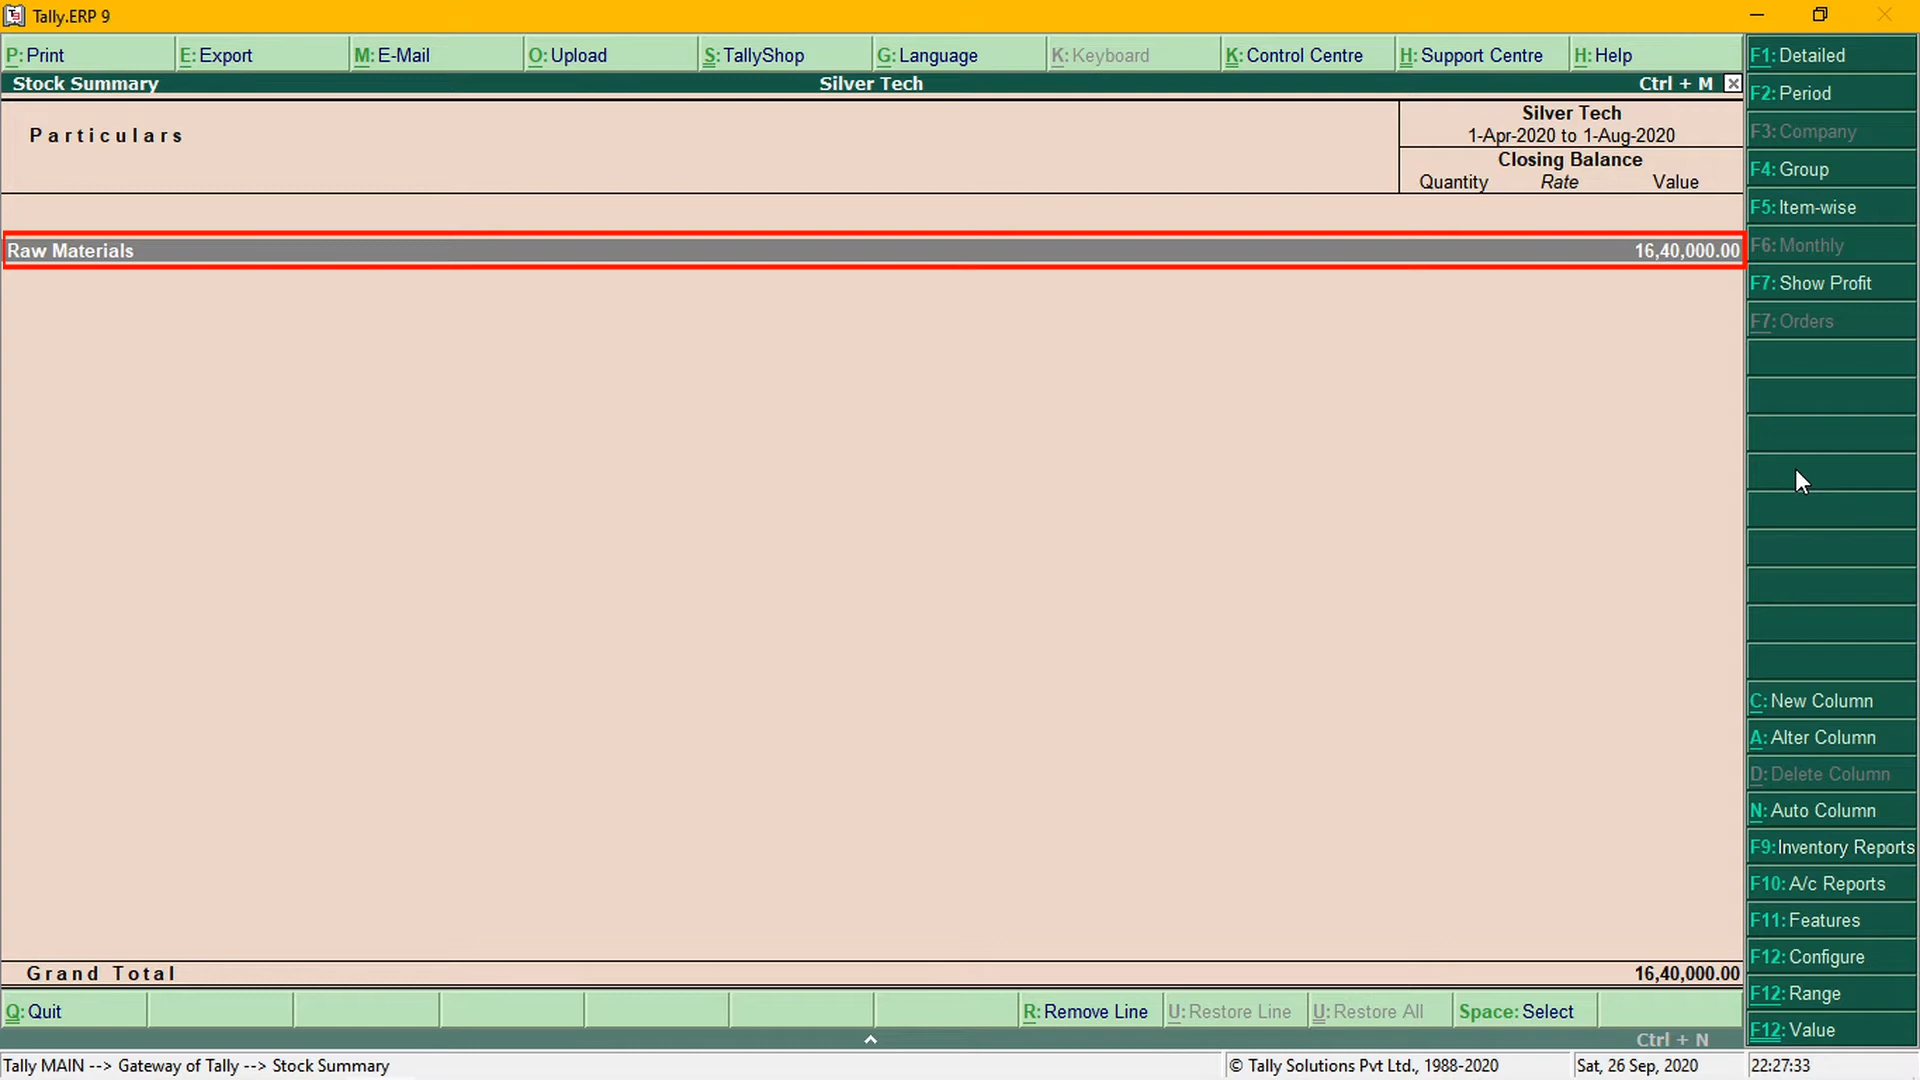 Tally.ERP 9
P: Print E: Export M: E-Mail O: Upload S: TallyShop G: Language K: Keyboard K: Control Centre H: Support Centre H: Help
Stock Summary Silver Tech Ctrl + M
Particulars
Silver Tech
1-Apr-2020 to 1-Aug-2020
Closing Balance
Quantity Rate Value
Raw Materials 16,40,000.00
Grand Total 16,40,000.00
F1: Detailed
F2: Period
F3: Company
F4: Group
F5: Item-wise
F6: Monthly
F7: Show Profit
F7: Orders
C: New Column
A: Alter Column
D: Delete Column
N: Auto Column
F9: Inventory Reports
F10: A/c Reports
F11: Features
F12: Configure
F12: Range
F12: Value
Q: Quit R: Remove Line U: Restore Line U: Restore All Space: Select
Ctrl + N
Tally MAIN --> Gateway of Tally --> Stock Summary © Tally Solutions Pvt Ltd., 1988-2020 Sat, 26 Sep, 2020 22:27:33